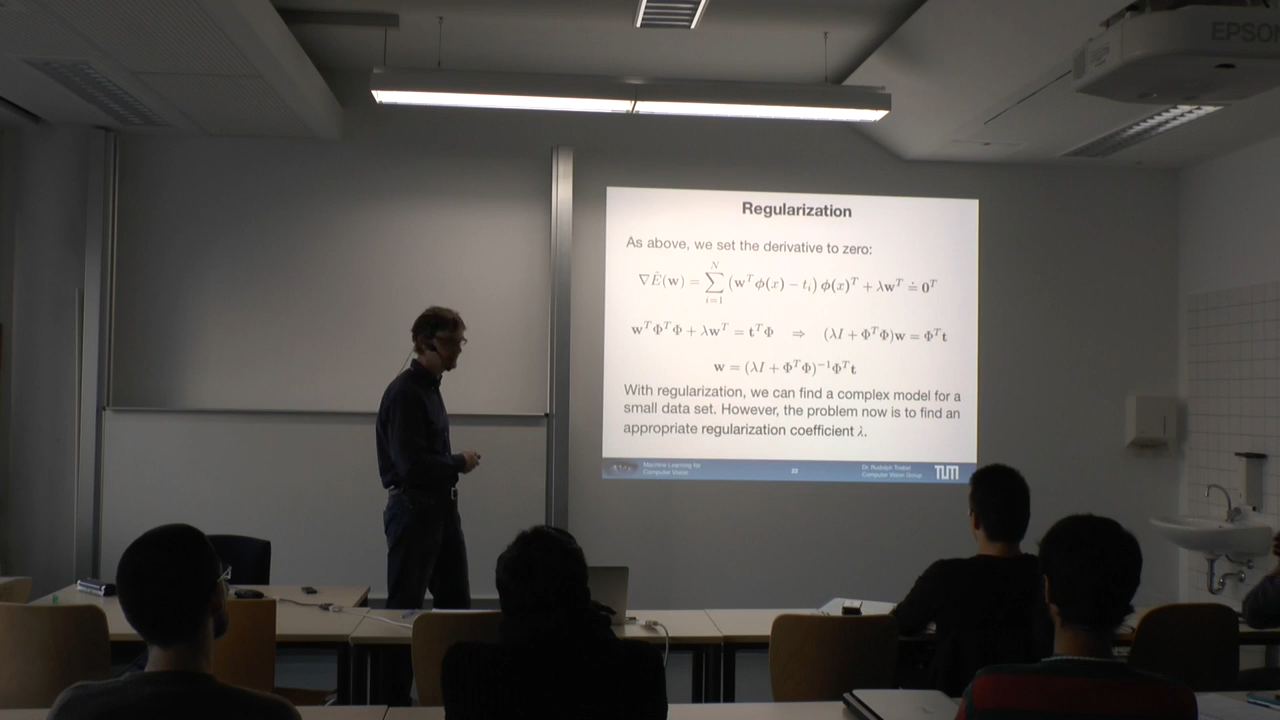 EPSO
Regularization
As above, we set the derivative to zero:
∇Ẽ(w) = ∑_{i=1}^{N} (w^T ϕ(x) − t_i) ϕ(x)^T + λw^T ≐ 0^T
w^T Φ^T Φ + λw^T = t^T Φ ⇒ (λI + Φ^T Φ)w = Φ^T t
w = (λI + Φ^T Φ)^{−1} Φ^T t
With regularization, we can find a complex model for a
small data set. However, the problem now is to find an
appropriate regularization coefficient λ.
Machine Learning for
Computer Vision
22
Dr. Rudolph Triebel
Computer Vision Group
TUM